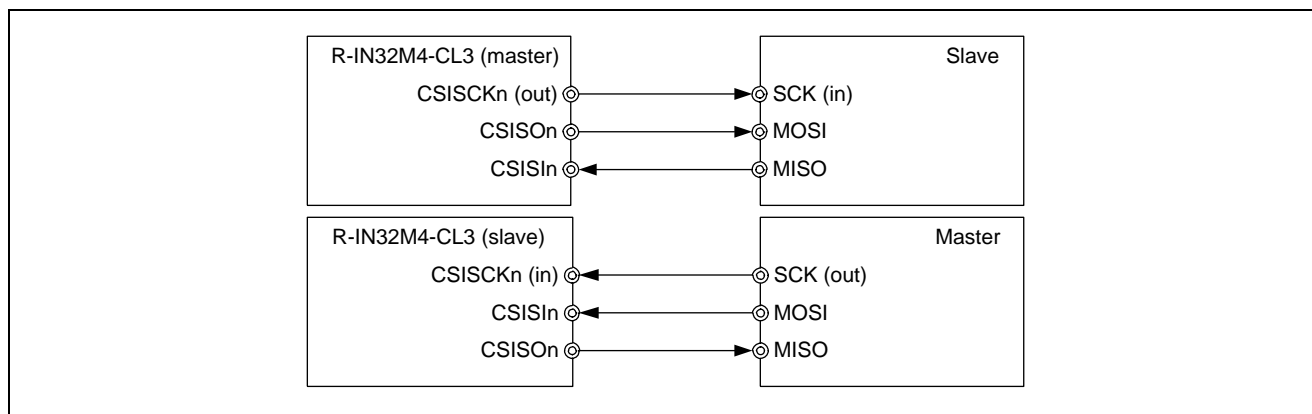 R-IN32M4-CL3 (master) Slave
CSISCKn (out) SCK (in)
CSISOn MOSI
CSISIn MISO
R-IN32M4-CL3 (slave) Master
CSISCKn (in) SCK (out)
CSISIn MOSI
CSISOn MISO